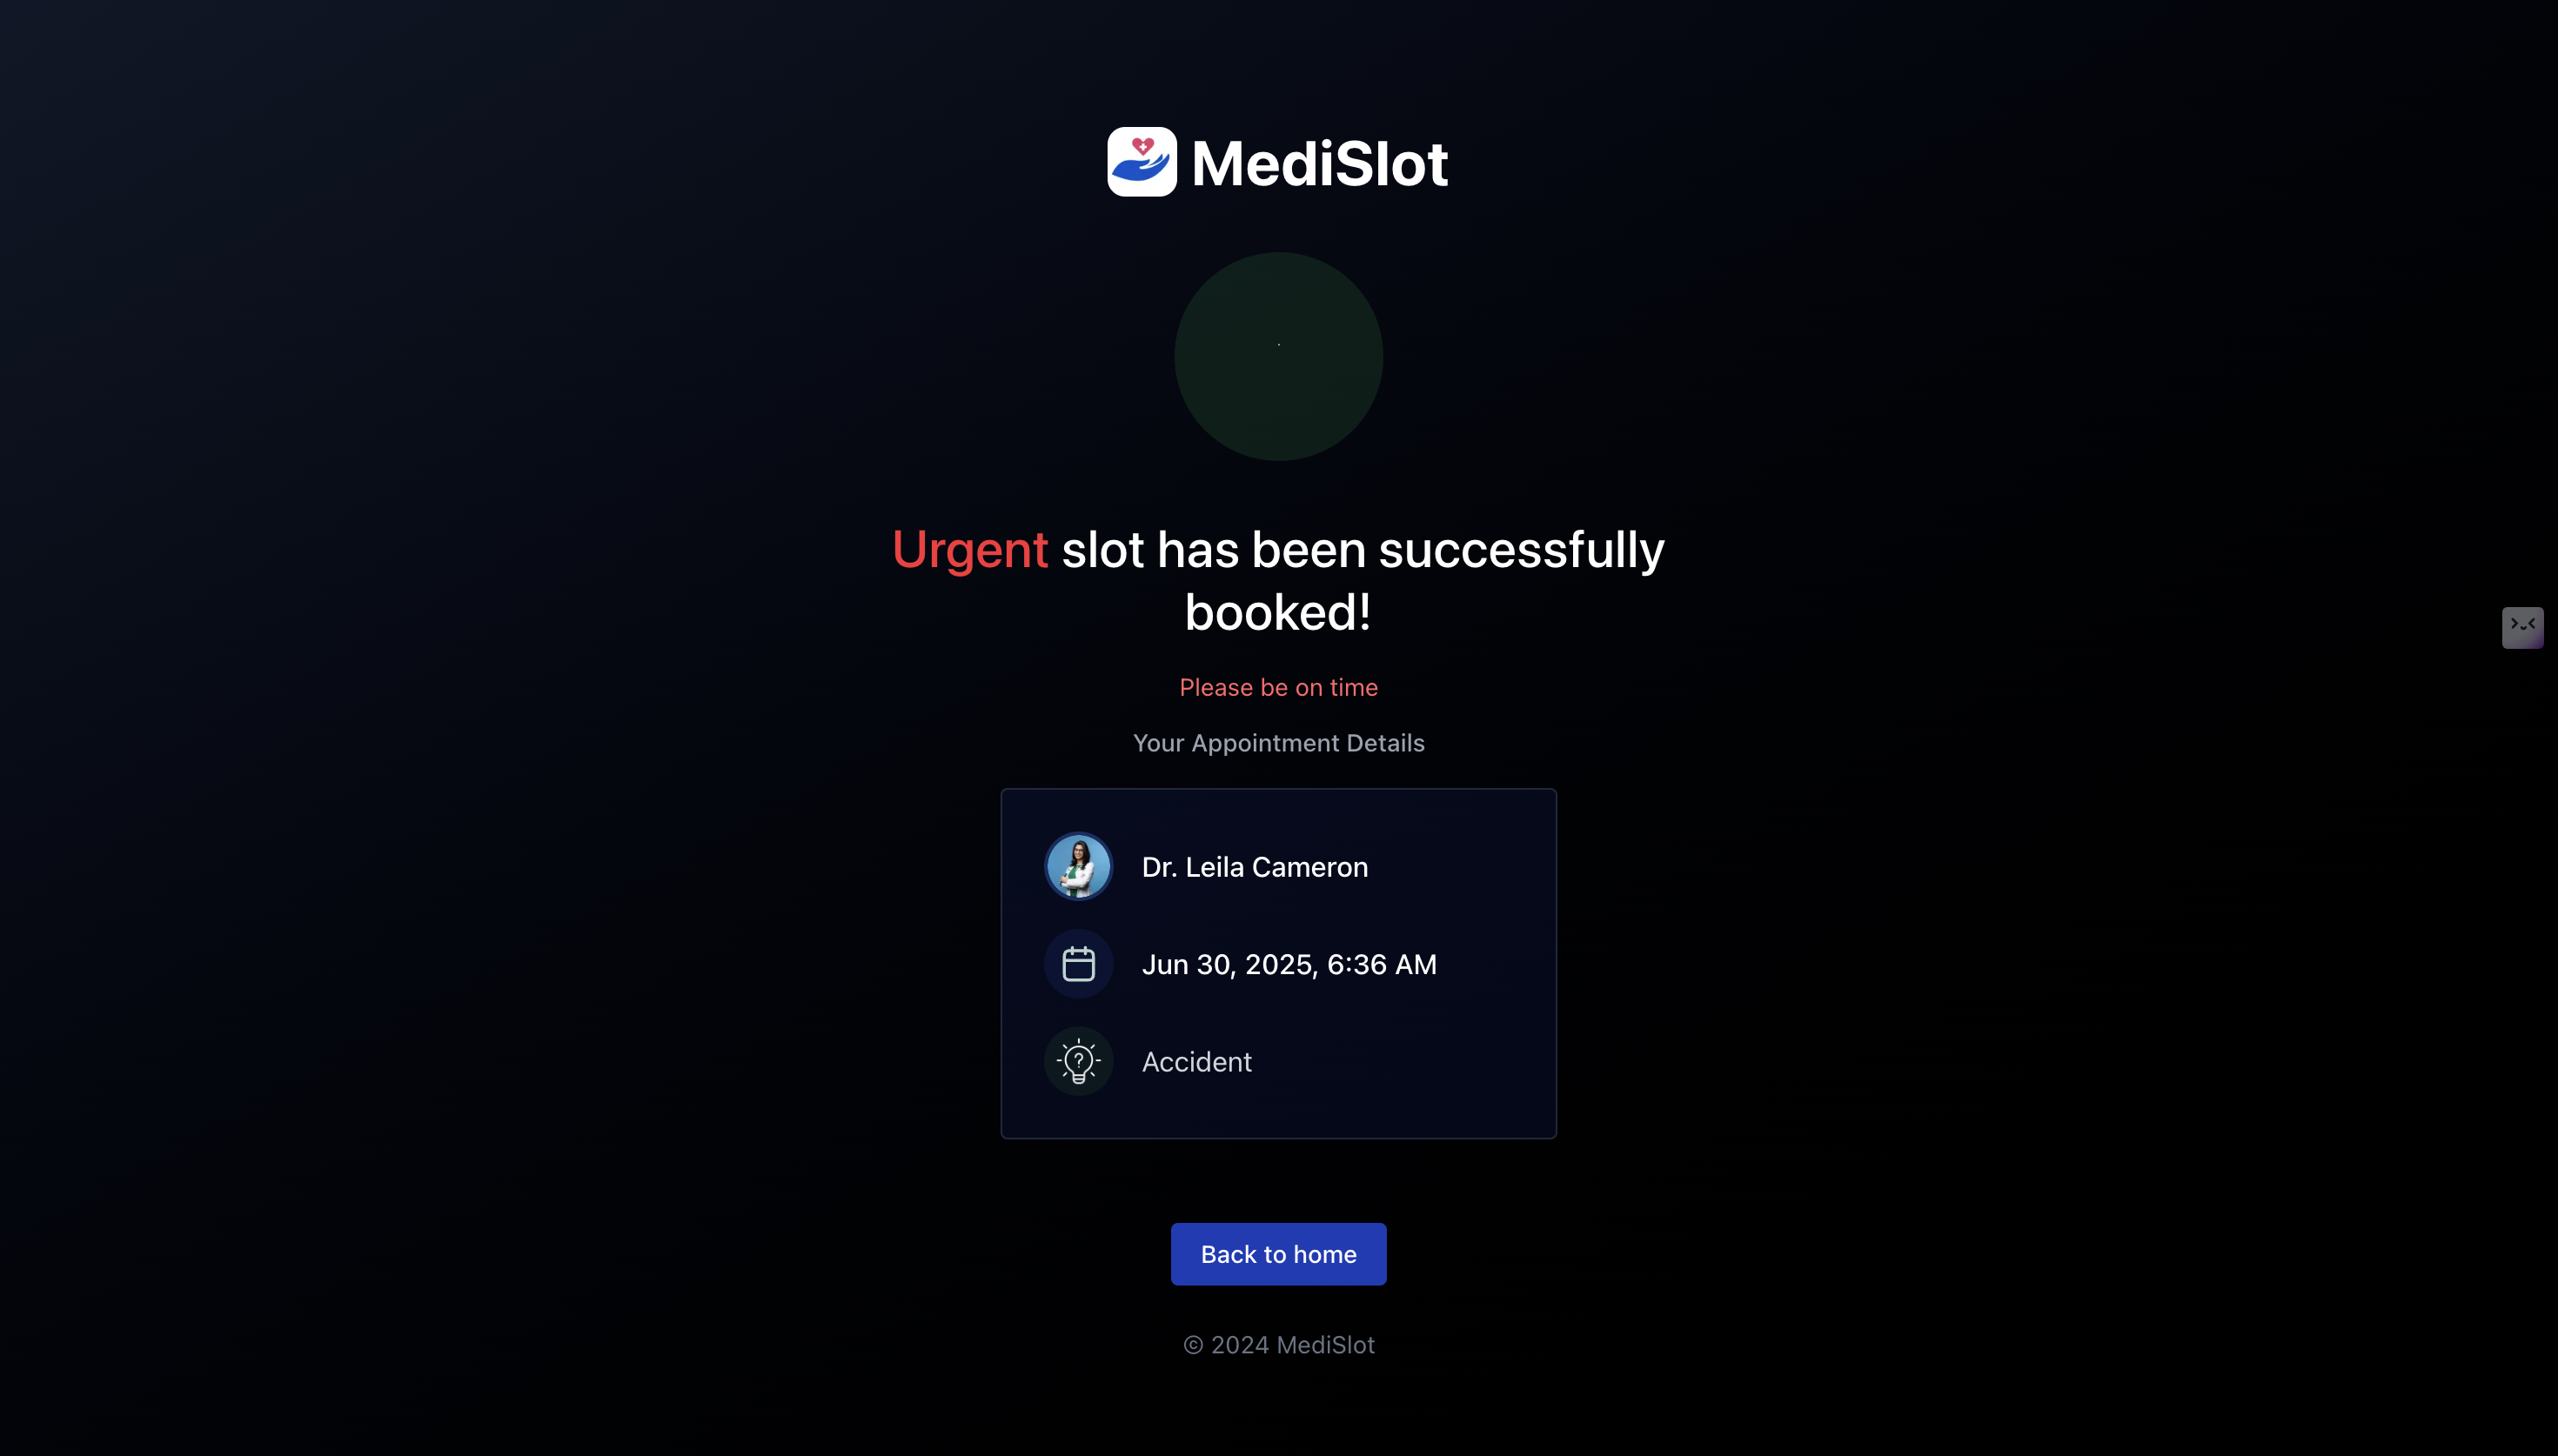 MediSlot
Urgent slot has been successfully
booked!
Please be on time
Your Appointment Details
Dr. Leila Cameron
Jun 30, 2025, 6:36 AM
?
Accident
Back to home
© 2024 MediSlot